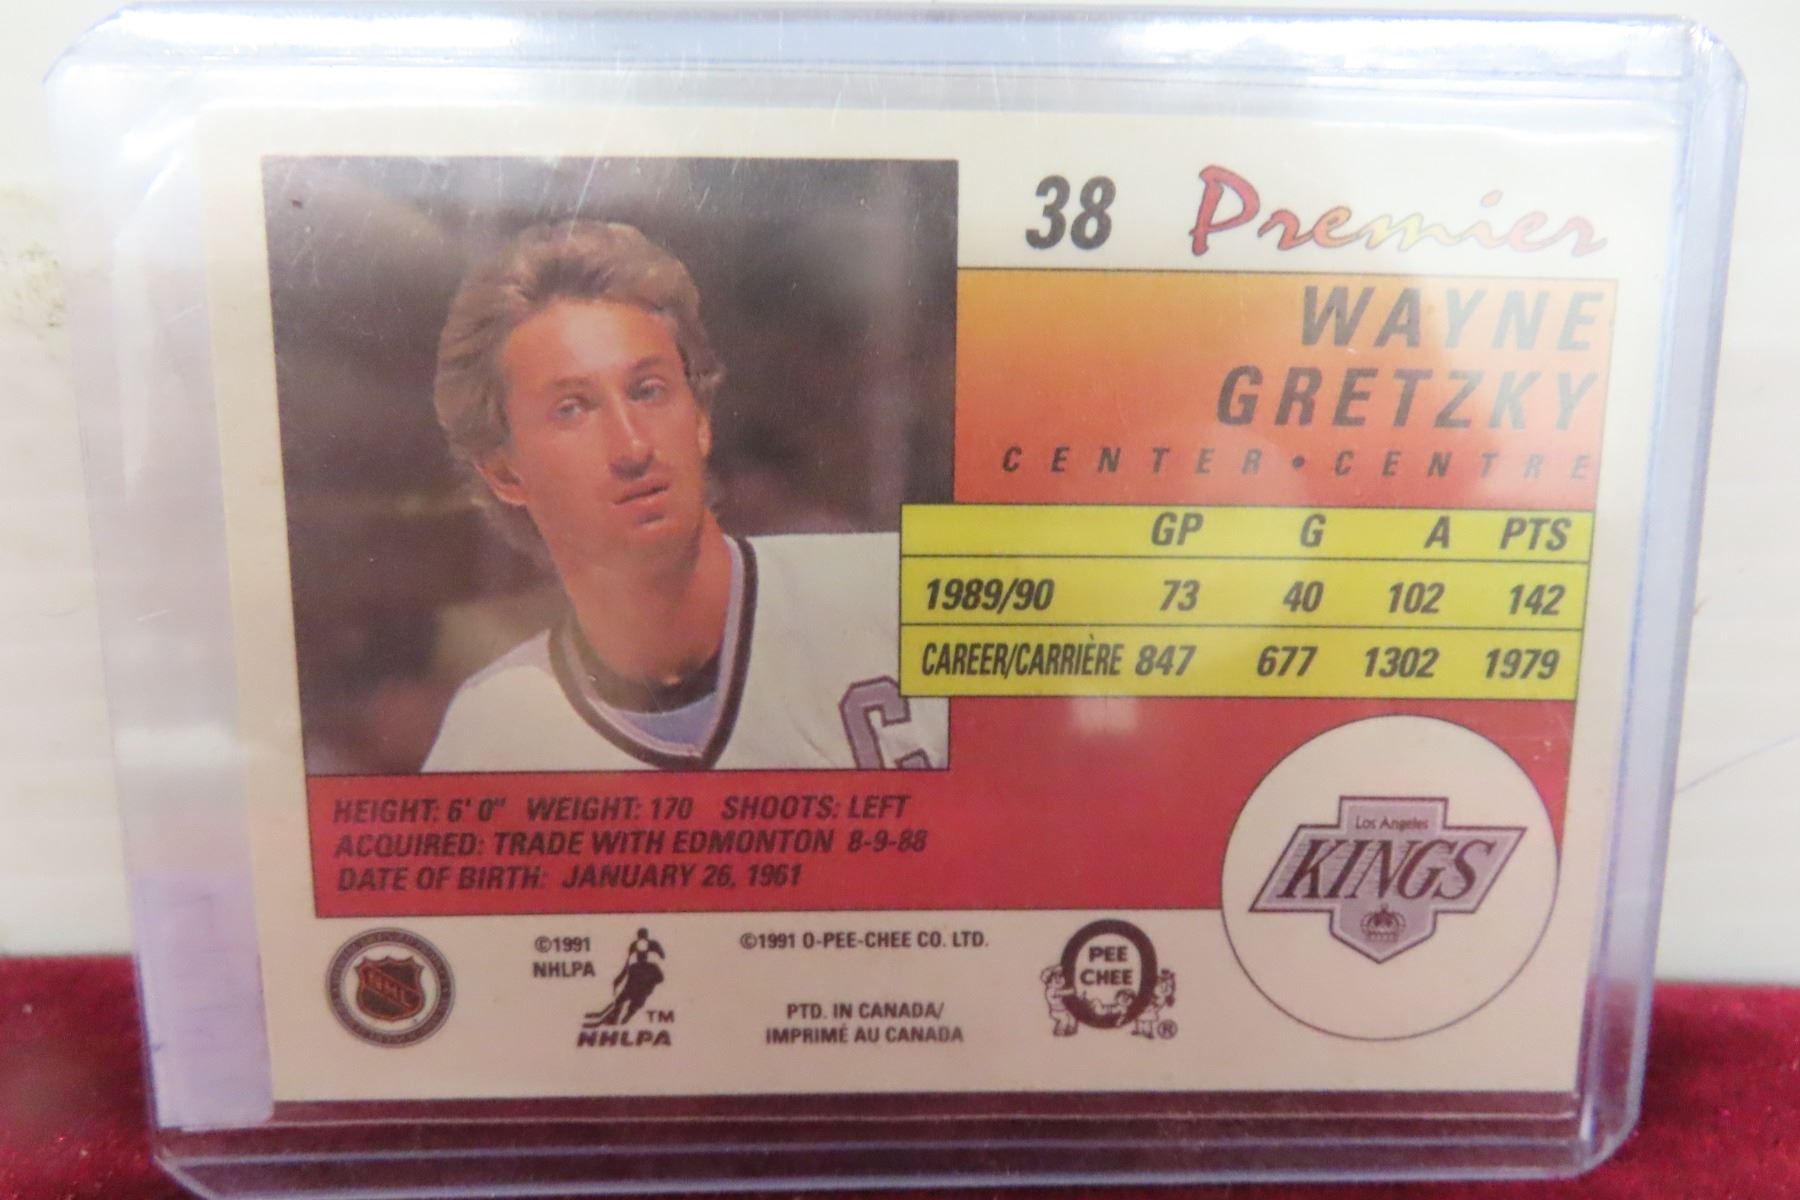 38 Premier
WAYNE
GRETZKY
CENTER • CENTRE
GP G A PTS
1989/90 73 40 102 142
CAREER/CARRIÈRE 847 677 1302 1979
HEIGHT: 6' 0" WEIGHT: 170 SHOOTS: LEFT
ACQUIRED: TRADE WITH EDMONTON 8-9-88
DATE OF BIRTH: JANUARY 26, 1961
C
Los Angeles
KINGS
NHL
©1991
NHLPA
TM
NHLPA
©1991 O-PEE-CHEE CO. LTD.
PTD. IN CANADA/
IMPRIMÉ AU CANADA
O
PEE
CHEE
®